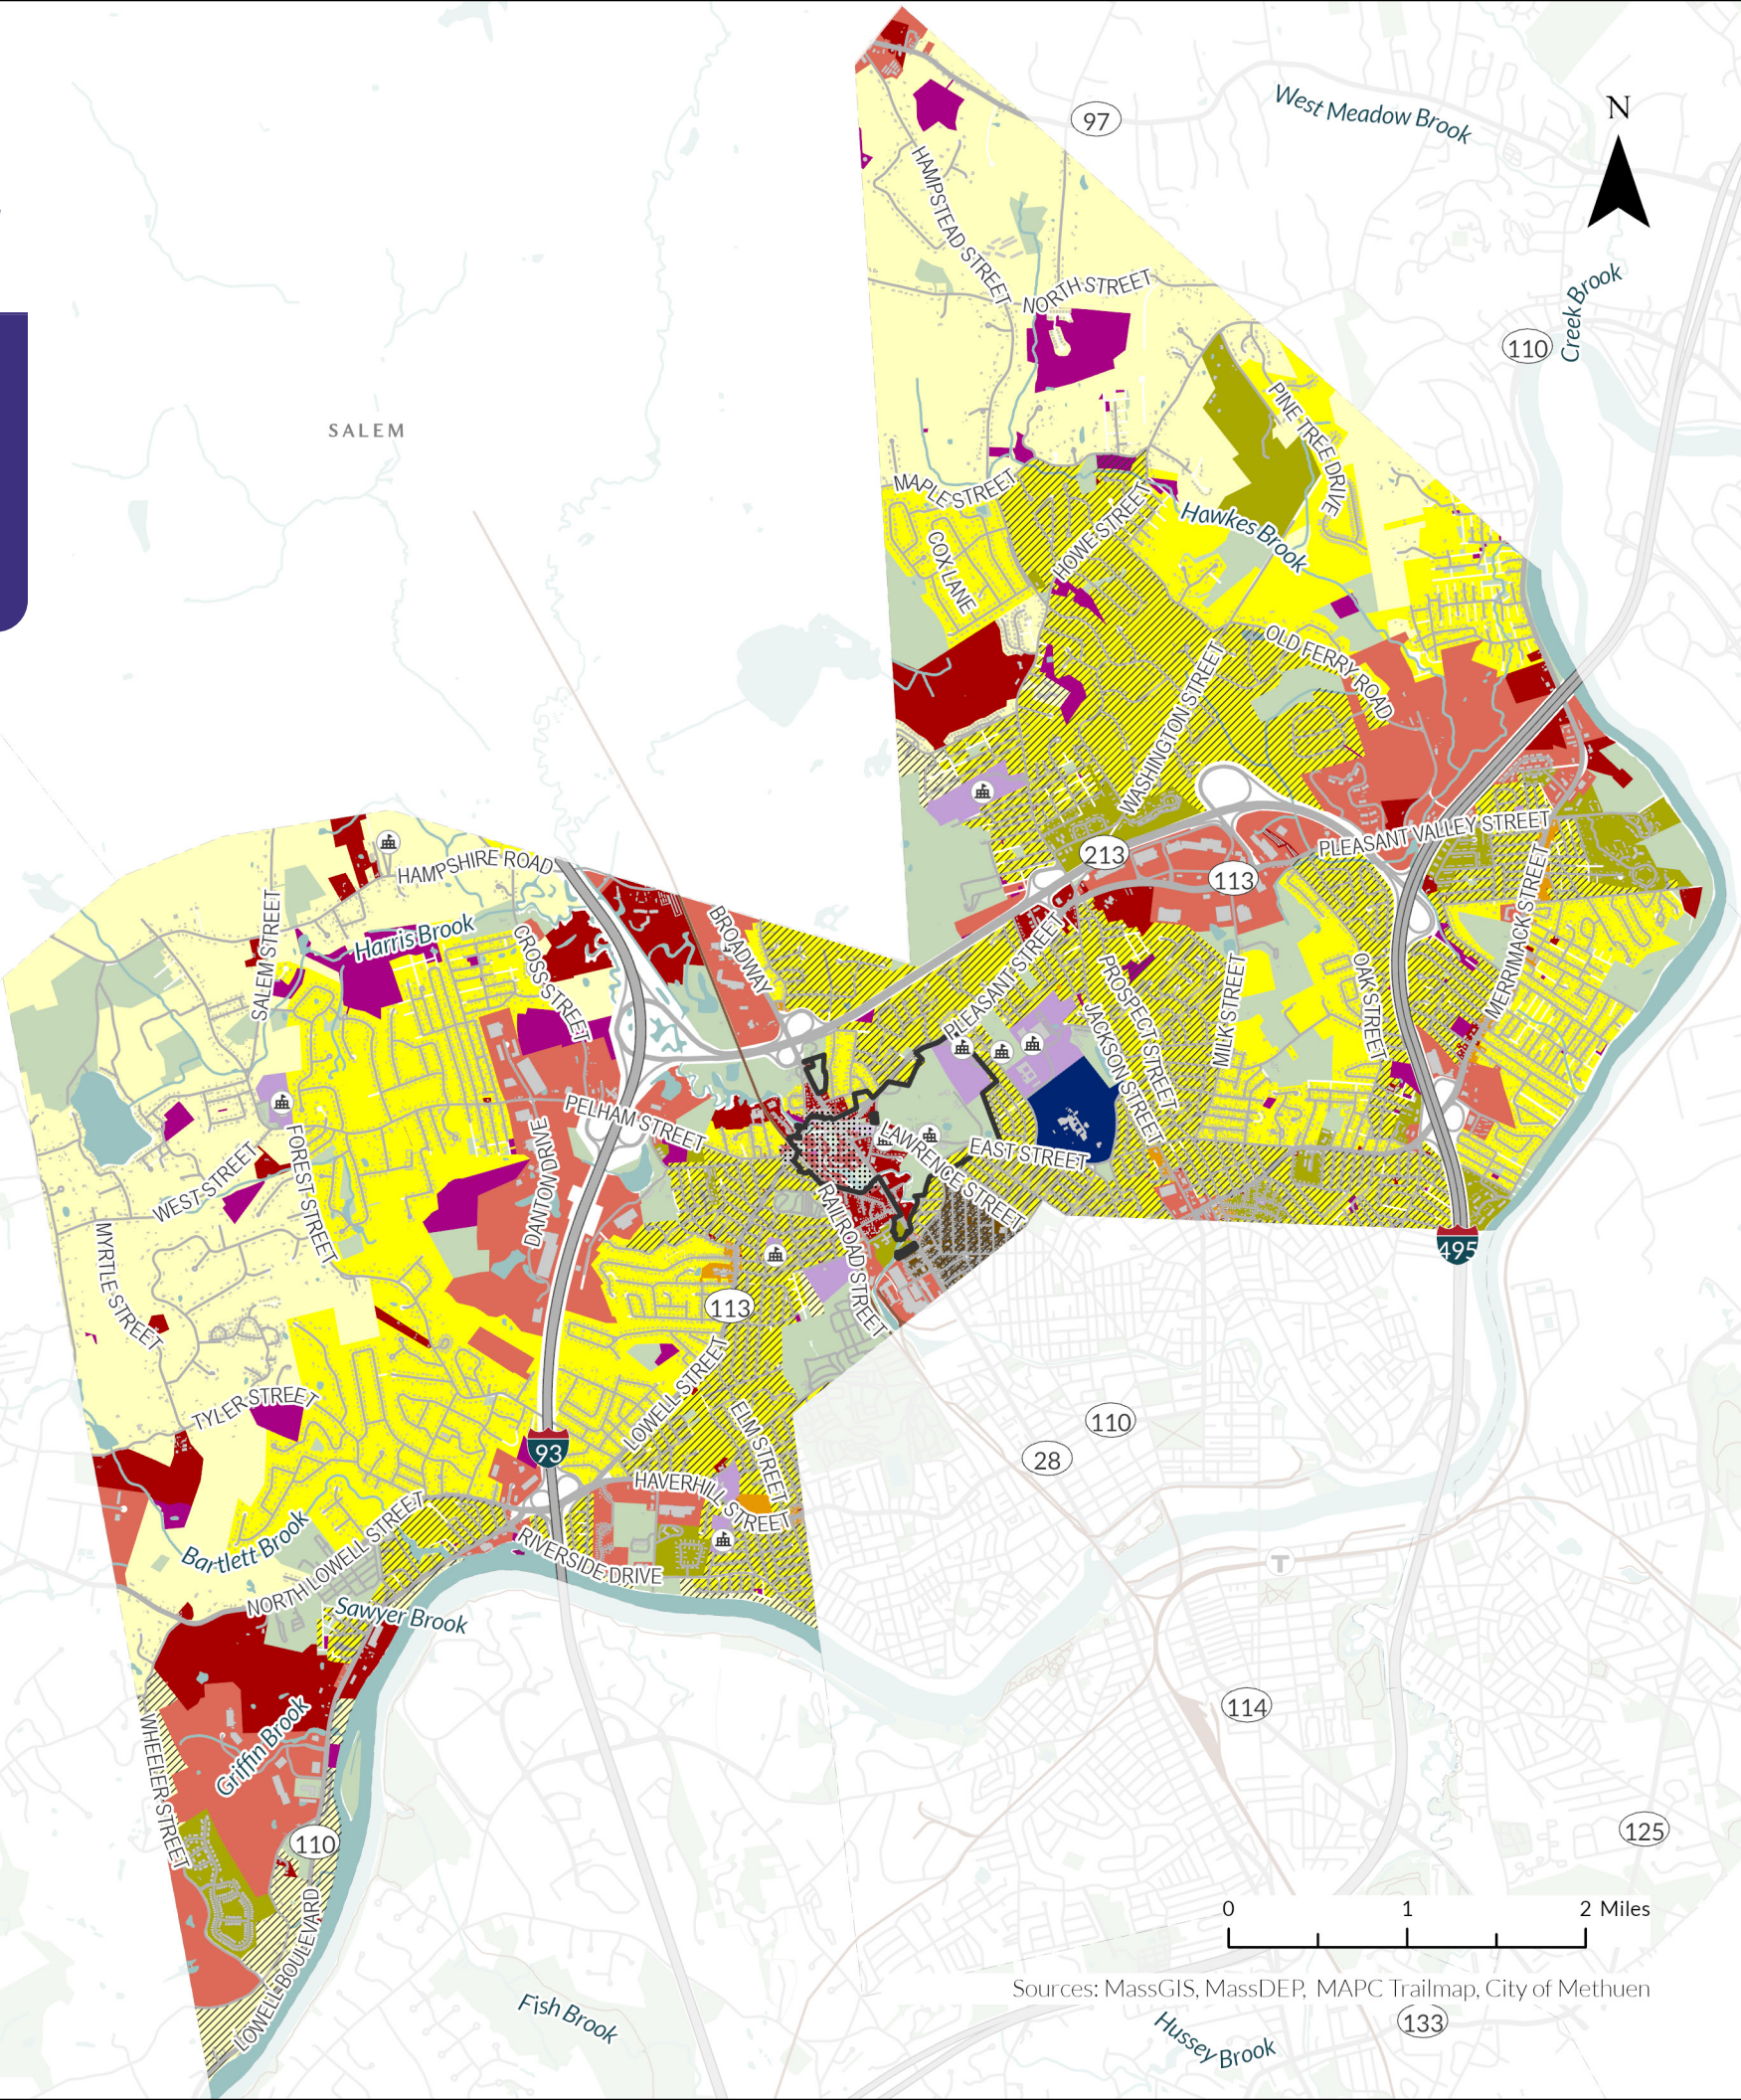 97
West Meadow Brook
N
HAMPSTEAD STREET
NORTH STREET
Creek Brook
110
SALEM
PINE TREE DRIVE
MAPLE STREET
HOWE STREET
Hawkes Brook
COX LANE
OLD FERRY ROAD
WASHINGTON STREET
PLEASANT VALLEY STREET
213
113
HAMPSHIRE ROAD
SALEM STREET
Harris Brook
CROSS STREET
BROADWAY
PLEASANT STREET
PROSPECT STREET
JACKSON STREET
MILK STREET
OAK STREET
MERRIMACK STREET
PELHAM STREET
LAWRENCE STREET
EAST STREET
DANTON DRIVE
FOREST STREET
WEST STREET
MYRTLE STREET
RAILROAD STREET
495
113
TYLER STREET
LOWELL STREET
ELM STREET
110
28
93
HAVERHILL STREET
Bartlett Brook
NORTH LOWELL STREET
RIVERSIDE DRIVE
T
Sawyer Brook
114
WHEELER STREET
Griffin Brook
110
125
LOWELL BOULEVARD
0 1 2 Miles
Sources: MassGIS, MassDEP, MAPC Trailmap, City of Methuen
Fish Brook
133
Hussey Brook